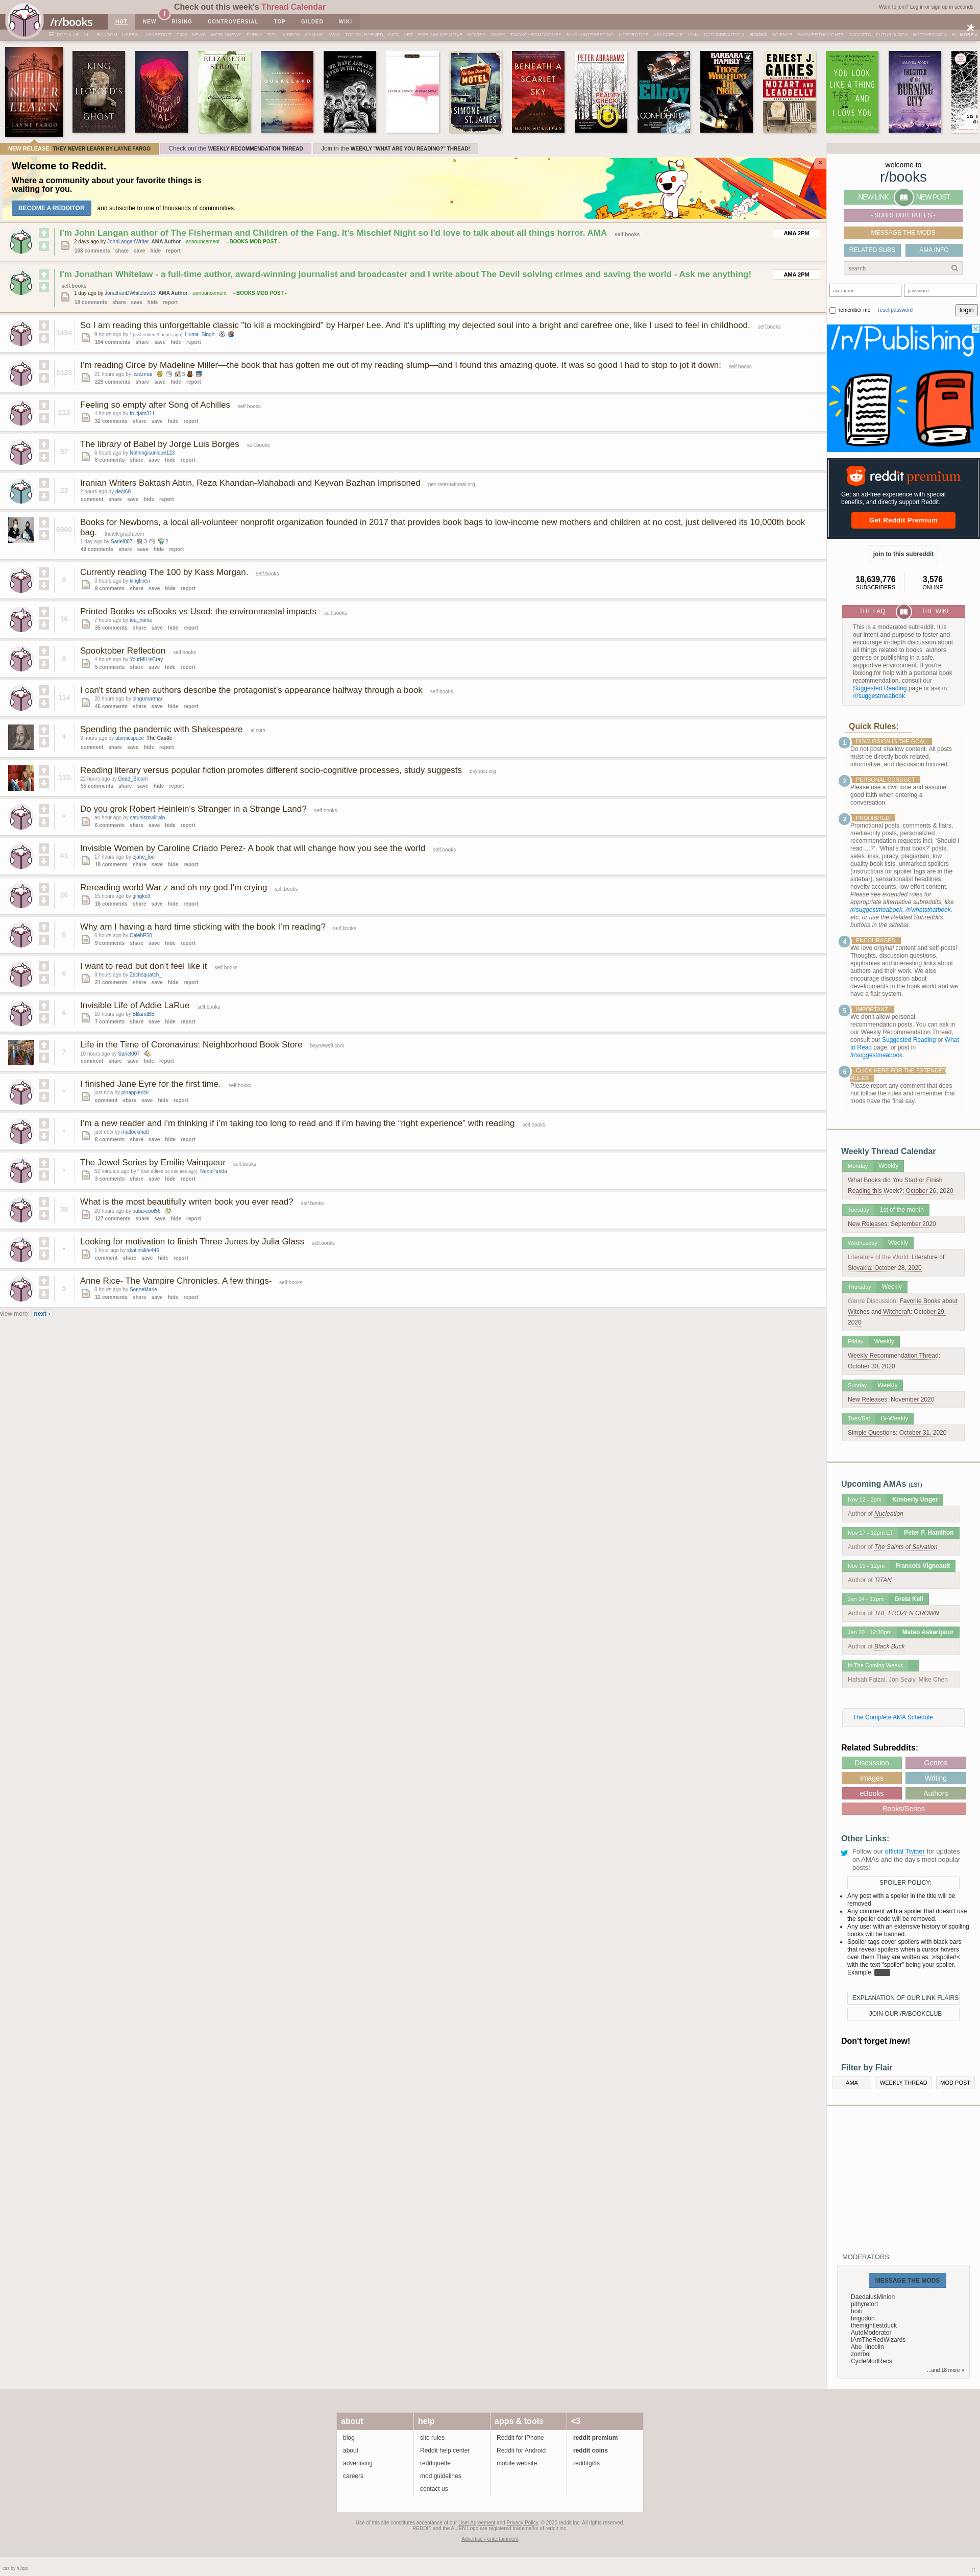 Check out this week's Thread Calendar
Want to join? Log in or sign up in seconds.
/r/books
HOT
NEW
RISING
CONTROVERSIAL
TOP
GILDED
WIKI
NEW RELEASE: THEY NEVER LEARN BY LAYNE FARGO
Check out the WEEKLY RECOMMENDATION THREAD
Join in the WEEKLY "WHAT ARE YOU READING?" THREAD!
Welcome to Reddit.
Where a community about your favorite things is
waiting for you.
BECOME A REDDITOR
and subscribe to one of thousands of communities.
I'm John Langan author of The Fisherman and Children of the Fang. It's Mischief Night so I'd love to talk about all things horror. AMA self.books
AMA 2PM
2 days ago by JohnLanganWriter AMA Author announcement - BOOKS MOD POST -
108 comments share save hide report
I'm Jonathan Whitelaw - a full-time author, award-winning journalist and broadcaster and I write about The Devil solving crimes and saving the world - Ask me anything!
self.books
AMA 2PM
1 day ago by JonathanDWhitelaw13 AMA Author announcement - BOOKS MOD POST -
18 comments share save hide report
1454
So I am reading this unforgettable classic "to kill a mockingbird" by Harper Lee. And it's uplifting my dejected soul into a bright and carefree one, like I used to feel in childhood. self.books
9 hours ago by * (last edited 9 hours ago) Huma_Singh
104 comments share save hide report
5120
I'm reading Circe by Madeline Miller—the book that has gotten me out of my reading slump—and I found this amazing quote. It was so good I had to stop to jot it down: self.books
21 hours ago by izzzzmai
229 comments share save hide report
213
Feeling so empty after Song of Achilles self.books
4 hours ago by fruitjam311
32 comments share save hide report
57
The library of Babel by Jorge Luis Borges self.books
6 hours ago by Nothingisunique123
8 comments share save hide report
23
Iranian Writers Baktash Abtin, Reza Khandan-Mahabadi and Keyvan Bazhan Imprisoned pen-international.org
2 hours ago by dect60
comment share save hide report
6960
Books for Newborns, a local all-volunteer nonprofit organization founded in 2017 that provides book bags to low-income new mothers and children at no cost, just delivered its 10,000th book
bag. thetelegraph.com
1 day ago by Sariel007
49 comments share save hide report
9
Currently reading The 100 by Kass Morgan. self.books
3 hours ago by kingfirien
9 comments share save hide report
16
Printed Books vs eBooks vs Used: the environmental impacts self.books
7 hours ago by tea_horse
35 comments share save hide report
8
Spooktober Reflection self.books
4 hours ago by YourMILisCray
5 comments share save hide report
114
I can't stand when authors describe the protagonist's appearance halfway through a book self.books
20 hours ago by biogumarmar
46 comments share save hide report
4
Spending the pandemic with Shakespeare al.com
3 hours ago by atomicspace The Castle
comment share save hide report
133
Reading literary versus popular fiction promotes different socio-cognitive processes, study suggests psypost.org
22 hours ago by Dead_Bloom
55 comments share save hide report
•
Do you grok Robert Heinlein's Stranger in a Strange Land? self.books
an hour ago by catunismwillwin
6 comments share save hide report
41
Invisible Women by Caroline Criado Perez- A book that will change how you see the world self.books
17 hours ago by ejane_too
18 comments share save hide report
26
Rereading world War z and oh my god I'm crying self.books
15 hours ago by gingko3
16 comments share save hide report
6
Why am I having a hard time sticking with the book I'm reading? self.books
6 hours ago by CalebE50
9 comments share save hide report
6
I want to read but don't feel like it self.books
8 hours ago by Zachsquatch_
21 comments share save hide report
6
Invisible Life of Addie LaRue self.books
10 hours ago by BBandBB
7 comments share save hide report
7
Life in the Time of Coronavirus: Neighborhood Book Store baynews9.com
10 hours ago by Sariel007
comment share save hide report
•
I finished Jane Eyre for the first time. self.books
just now by pinapplerick
comment share save hide report
•
I'm a new reader and i'm thinking if i'm taking too long to read and if i'm having the “right experience” with reading self.books
just now by matlockmatt
8 comments share save hide report
•
The Jewel Series by Emilie Vainqueur self.books
52 minutes ago by * (last edited 24 minutes ago) NenePanda
3 comments share save hide report
38
What is the most beautifully writen book you ever read? self.books
20 hours ago by baba-cool56
127 comments share save hide report
•
Looking for motivation to finish Three Junes by Julia Glass self.books
1 hour ago by skatinislife446
comment share save hide report
5
Anne Rice- The Vampire Chronicles. A few things- self.books
8 hours ago by SonneMarie
12 comments share save hide report
view more: next ›
welcome to
r/books
NEW LINK NEW POST
- SUBREDDIT RULES -
- MESSAGE THE MODS -
RELATED SUBS
AMA INFO
search
username
password
remember me reset password
login
/r/Publishing
reddit premium
Get an ad-free experience with special
benefits, and directly support Reddit.
Get Reddit Premium
join to this subreddit
18,639,776
SUBSCRIBERS
3,576
ONLINE
THE FAQ
THE WIKI
This is a moderated subreddit. It is
our intent and purpose to foster and
encourage in-depth discussion about
all things related to books, authors,
genres or publishing in a safe,
supportive environment. If you're
looking for help with a personal book
recommendation, consult our
Suggested Reading page or ask in:
/r/suggestmeabook
Quick Rules:
1
DISCUSSION IS THE GOAL
Do not post shallow content. All posts
must be directly book related,
informative, and discussion focused.
2
PERSONAL CONDUCT
Please use a civil tone and assume
good faith when entering a
conversation.
3
PROHIBITED
Promotional posts, comments & flairs,
media-only posts, personalized
recommendation requests incl. 'Should I
read ...?', 'What's that book?' posts,
sales links, piracy, plagiarism, low
quality book lists, unmarked spoilers
(instructions for spoiler tags are in the
sidebar), sensationalist headlines,
novelty accounts, low effort content.
Please see extended rules for
appropriate alternative subreddits, like
/r/suggestmeabook, /r/whatsthatbook,
etc. or use the Related Subreddits
buttons in the sidebar.
4
ENCOURAGED
We love original content and self-posts!
Thoughts, discussion questions,
epiphanies and interesting links about
authors and their work. We also
encourage discussion about
developments in the book world and we
have a flair system.
5
IMPORTANT
We don't allow personal
recommendation posts. You can ask in
our Weekly Recommendation Thread,
consult our Suggested Reading or What
to Read page, or post in
/r/suggestmeabook.
6
CLICK HERE FOR THE EXTENDED
RULES
Please report any comment that does
not follow the rules and remember that
mods have the final say.
Weekly Thread Calendar
Monday Weekly
What Books did You Start or Finish
Reading this Week?: October 26, 2020
Tuesday 1st of the month
New Releases: September 2020
Wednesday Weekly
Literature of the World: Literature of
Slovakia: October 28, 2020
Thursday Weekly
Genre Discussion: Favorite Books about
Witches and Witchcraft: October 29,
2020
Friday Weekly
Weekly Recommendation Thread:
October 30, 2020
Sunday Weekly
New Releases: November 2020
Tues/Sat Bi-Weekly
Simple Questions: October 31, 2020
Upcoming AMAs (EST)
Nov 12 - 2pm Kimberly Unger
Author of Nucleation
Nov 17 - 12pm ET Peter F. Hamilton
Author of The Saints of Salvation
Nov 19 - 12pm Francois Vigneault
Author of TITAN
Jan 14 - 12pm Greta Kell
Author of THE FROZEN CROWN
Jan 20 - 12:30pm Mateo Askaripour
Author of Black Buck
In The Coming Weeks
Hafsah Faizal, Jon Sealy, Mike Chen
The Complete AMA Schedule
Related Subreddits:
Discussion
Genres
Images
Writing
eBooks
Authors
Books/Series
Other Links:
Follow our official Twitter for updates
on AMAs and the day's most popular
posts!
SPOILER POLICY:
Any post with a spoiler in the title will be
removed.
Any comment with a spoiler that doesn't use
the spoiler code will be removed.
Any user with an extensive history of spoiling
books will be banned.
Spoiler tags cover spoilers with black bars
that reveal spoilers when a cursor hovers
over them They are written as: >!spoiler!<
with the text "spoiler" being your spoiler.
Example:
EXPLANATION OF OUR LINK FLAIRS
JOIN OUR /R/BOOKCLUB
Don't forget /new!
Filter by Flair
AMA
WEEKLY THREAD
MOD POST
MODERATORS
MESSAGE THE MODS
DaedalusMinion
pithyretort
boib
brigodon
themightiestduck
AutoModerator
IAmTheRedWizards
Abe_lincolin
zomboi
CycleModRecs
...and 18 more »
about
blog
about
advertising
careers
help
site rules
Reddit help center
reddiquette
mod guidelines
contact us
apps & tools
Reddit for iPhone
Reddit for Android
mobile website
<3
reddit premium
reddit coins
redditgifts
Use of this site constitutes acceptance of our User Agreement and Privacy Policy. © 2020 reddit inc. All rights reserved.
REDDIT and the ALIEN Logo are registered trademarks of reddit inc.
Advertise - entertainment